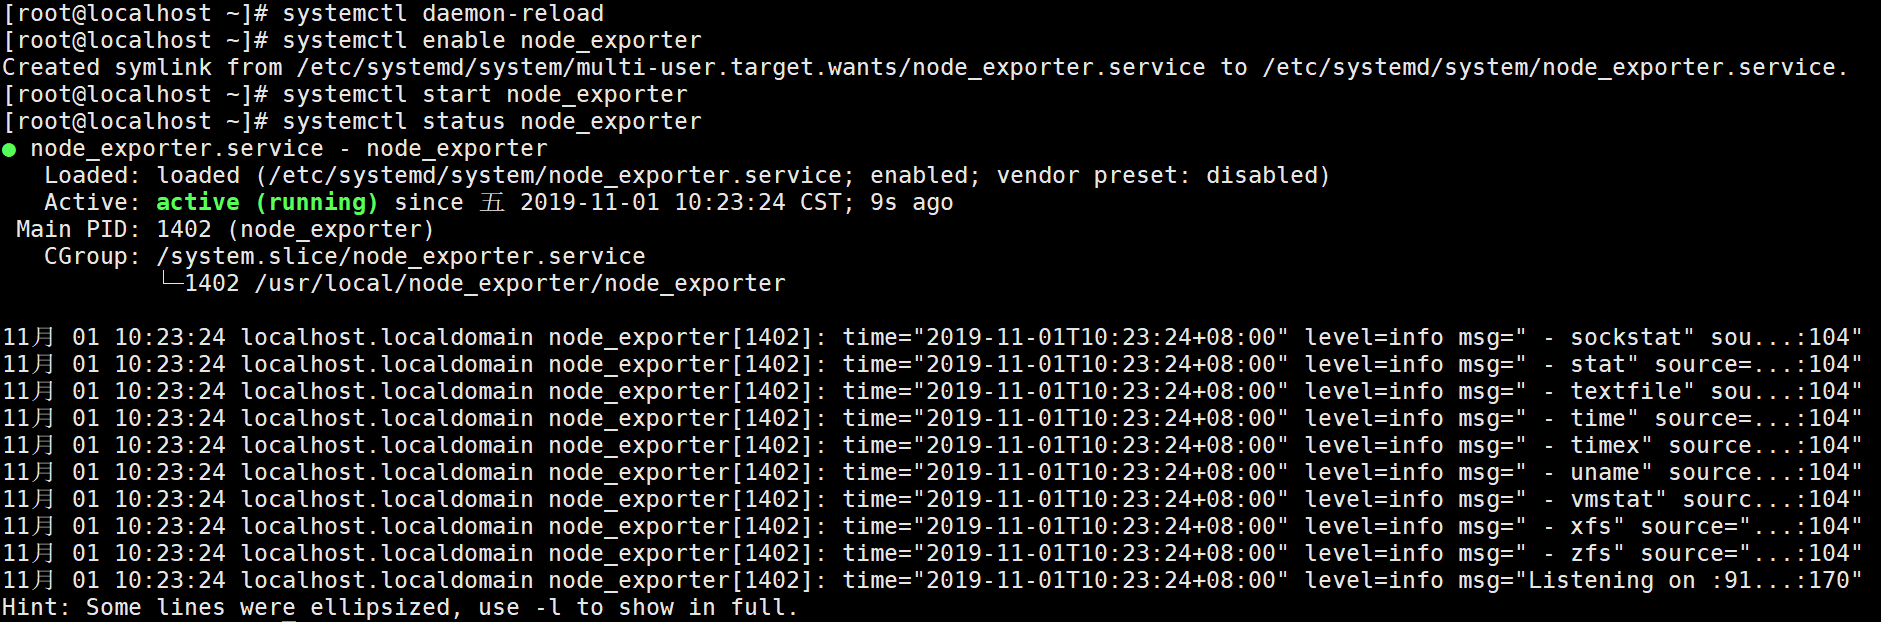 [root@localhost ~]# systemctl daemon-reload
[root@localhost ~]# systemctl enable node_exporter
Created symlink from /etc/systemd/system/multi-user.target.wants/node_exporter.service to /etc/systemd/system/node_exporter.service.
[root@localhost ~]# systemctl start node_exporter
[root@localhost ~]# systemctl status node_exporter
● node_exporter.service - node_exporter
   Loaded: loaded (/etc/systemd/system/node_exporter.service; enabled; vendor preset: disabled)
   Active: active (running) since 五 2019-11-01 10:23:24 CST; 9s ago
 Main PID: 1402 (node_exporter)
   CGroup: /system.slice/node_exporter.service
           └─1402 /usr/local/node_exporter/node_exporter

11月 01 10:23:24 localhost.localdomain node_exporter[1402]: time="2019-11-01T10:23:24+08:00" level=info msg=" - sockstat" sou...:104"
11月 01 10:23:24 localhost.localdomain node_exporter[1402]: time="2019-11-01T10:23:24+08:00" level=info msg=" - stat" source=...:104"
11月 01 10:23:24 localhost.localdomain node_exporter[1402]: time="2019-11-01T10:23:24+08:00" level=info msg=" - textfile" sou...:104"
11月 01 10:23:24 localhost.localdomain node_exporter[1402]: time="2019-11-01T10:23:24+08:00" level=info msg=" - time" source=...:104"
11月 01 10:23:24 localhost.localdomain node_exporter[1402]: time="2019-11-01T10:23:24+08:00" level=info msg=" - timex" source...:104"
11月 01 10:23:24 localhost.localdomain node_exporter[1402]: time="2019-11-01T10:23:24+08:00" level=info msg=" - uname" source...:104"
11月 01 10:23:24 localhost.localdomain node_exporter[1402]: time="2019-11-01T10:23:24+08:00" level=info msg=" - vmstat" sourc...:104"
11月 01 10:23:24 localhost.localdomain node_exporter[1402]: time="2019-11-01T10:23:24+08:00" level=info msg=" - xfs" source="...:104"
11月 01 10:23:24 localhost.localdomain node_exporter[1402]: time="2019-11-01T10:23:24+08:00" level=info msg=" - zfs" source="...:104"
11月 01 10:23:24 localhost.localdomain node_exporter[1402]: time="2019-11-01T10:23:24+08:00" level=info msg="Listening on :91...:170"
Hint: Some lines were ellipsized, use -l to show in full.